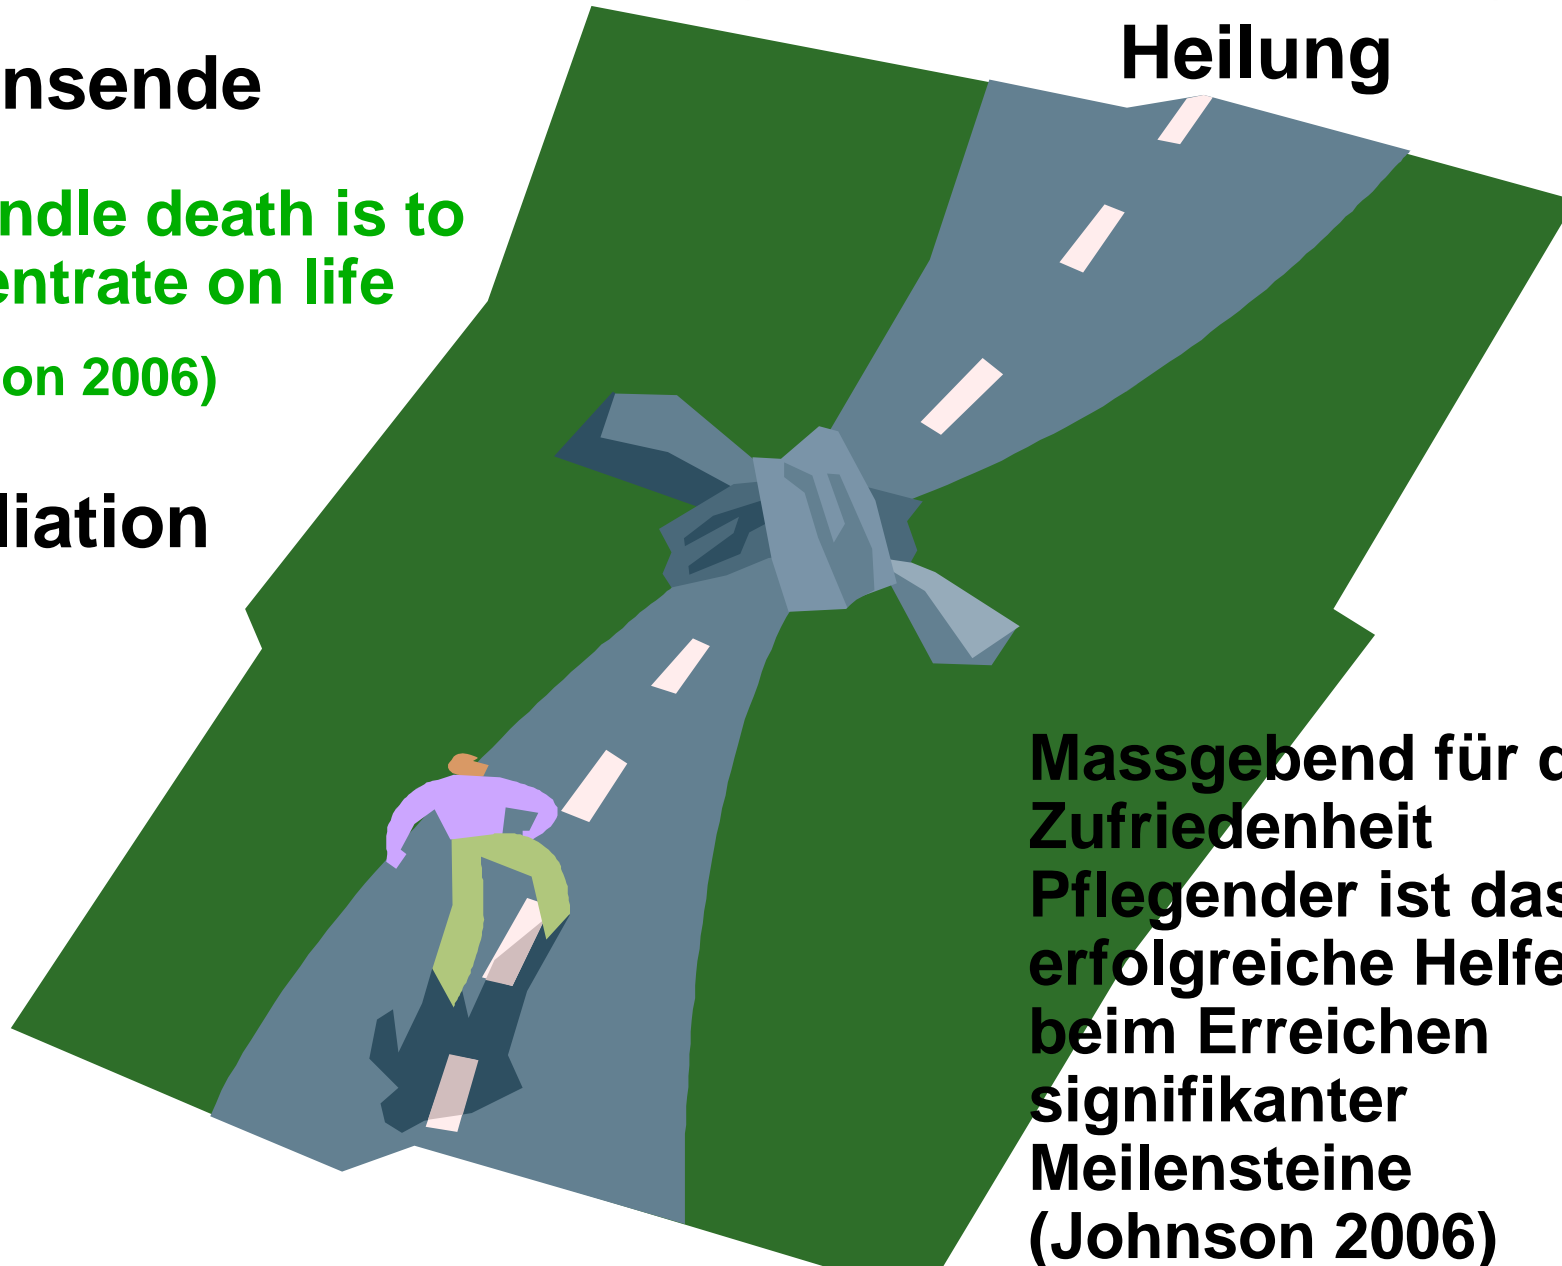 nsende
Heilung
ndle death is to
entrate on life
on 2006)
liation
Massgebend für d
Zufriedenheit
Pflegender ist das
erfolgreiche Helfe
beim Erreichen
signifikanter
Meilensteine
(Johnson 2006)